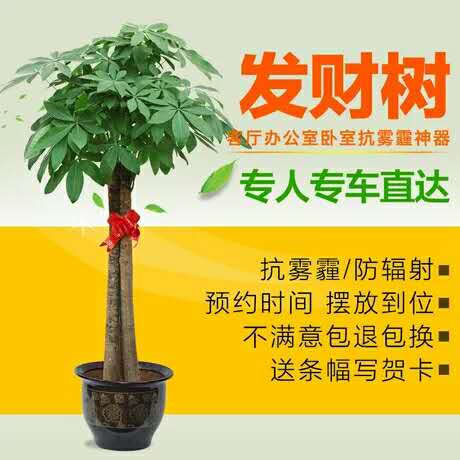 发财树
客厅办公室卧室抗雾霾神器
专人专车直达
抗雾霾/防辐射
预约时间 摆放到位
不满意包退包换
送条幅写贺卡